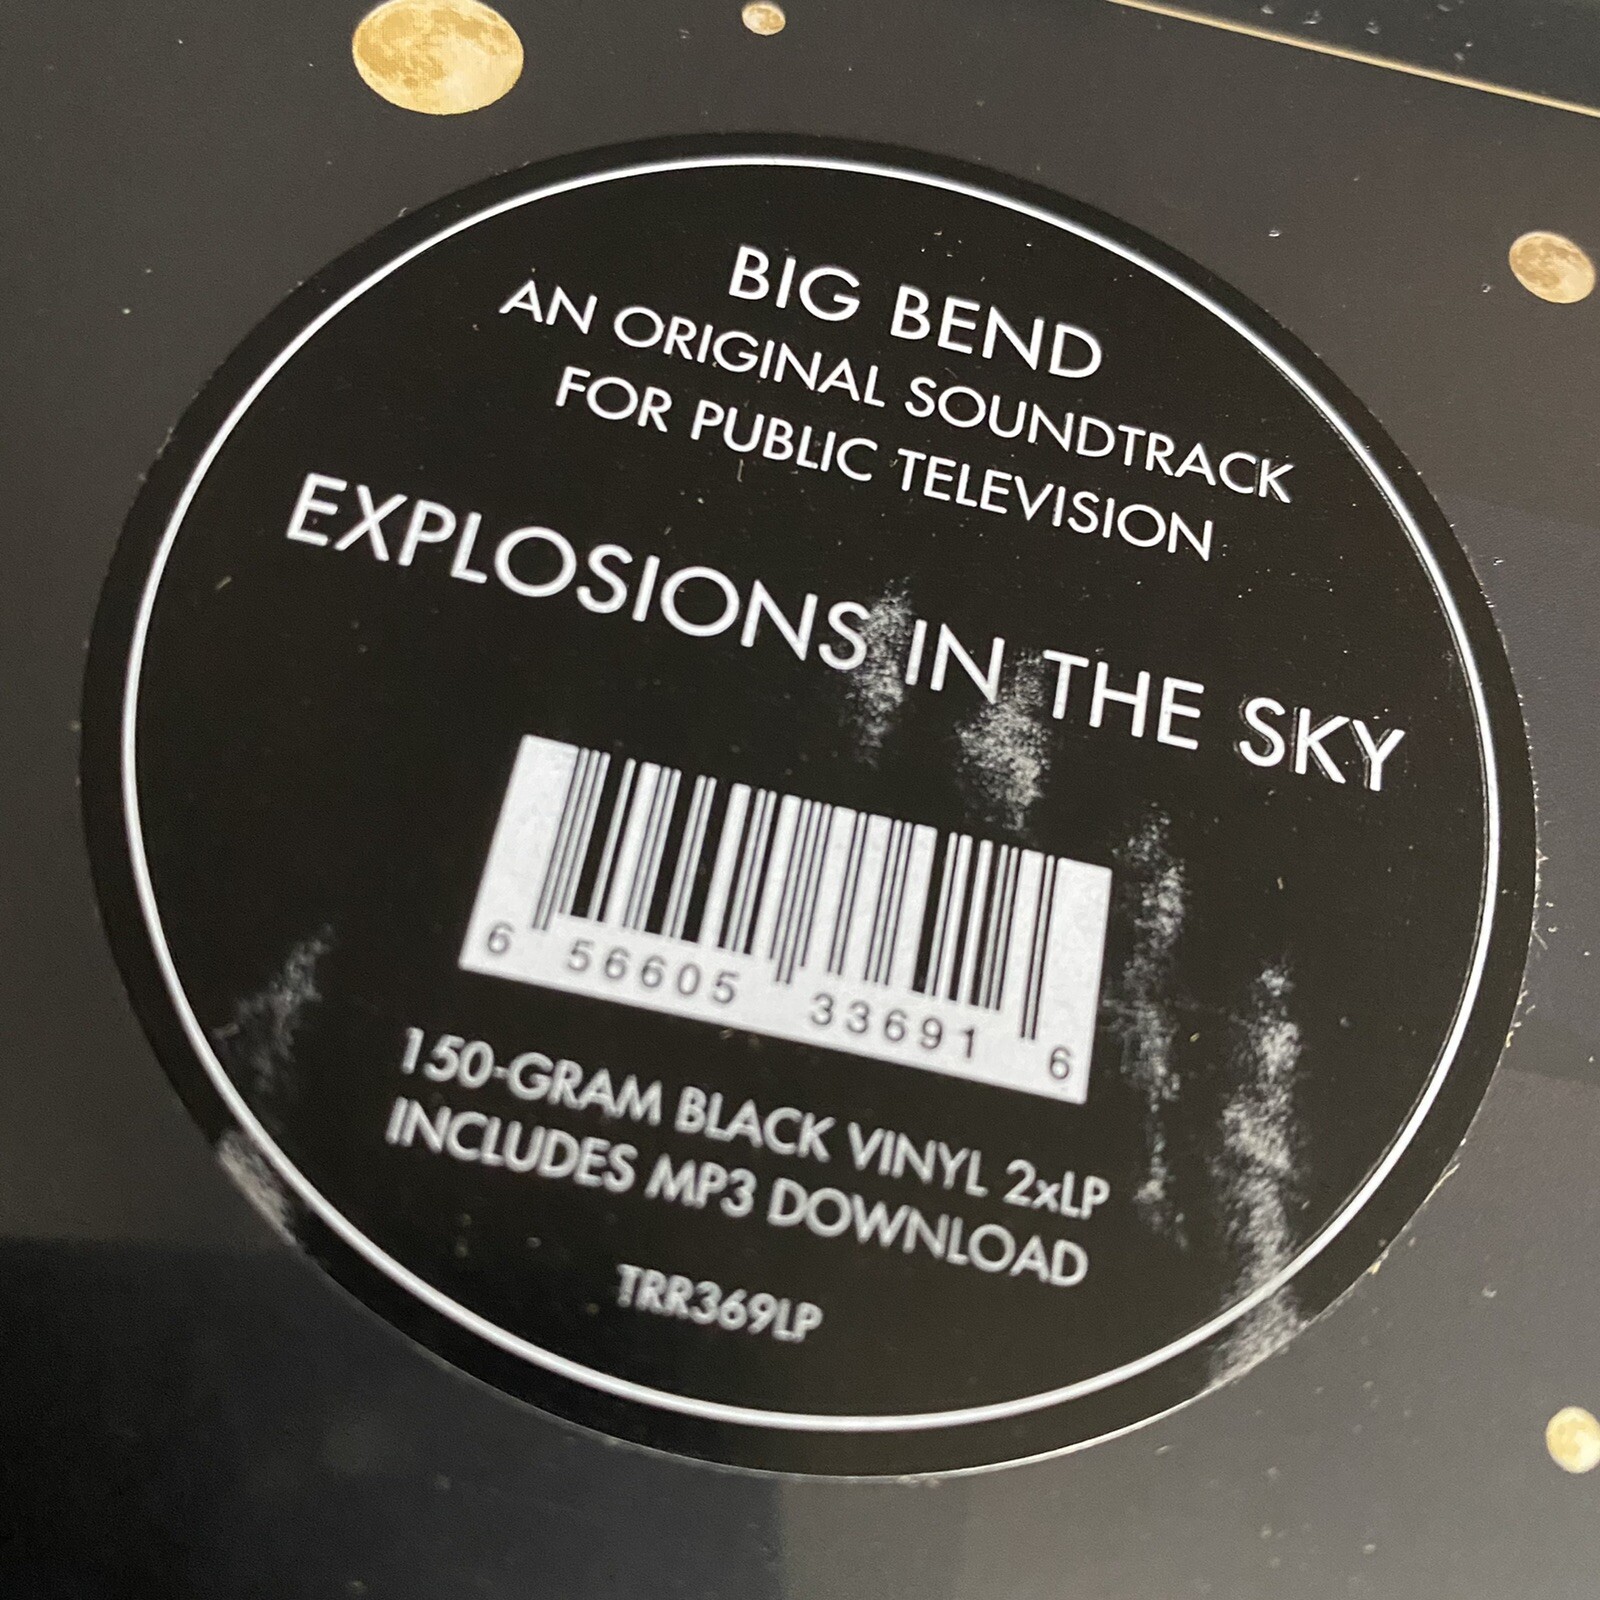 BIG BEND
AN ORIGINAL SOUNDTRACK
FOR PUBLIC TELEVISION
EXPLOSIONS IN THE SKY
6 56605 33691 6
150-GRAM BLACK VINYL 2xLP
INCLUDES MP3 DOWNLOAD
TRR369LP